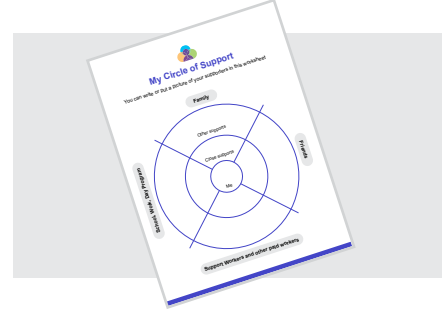 My Circle of Support
You can write or put a picture of your supporters in this worksheet
Family
Other supports
Close supports
Me
Friends
School, Work, Day Program
Support Workers and other paid workers